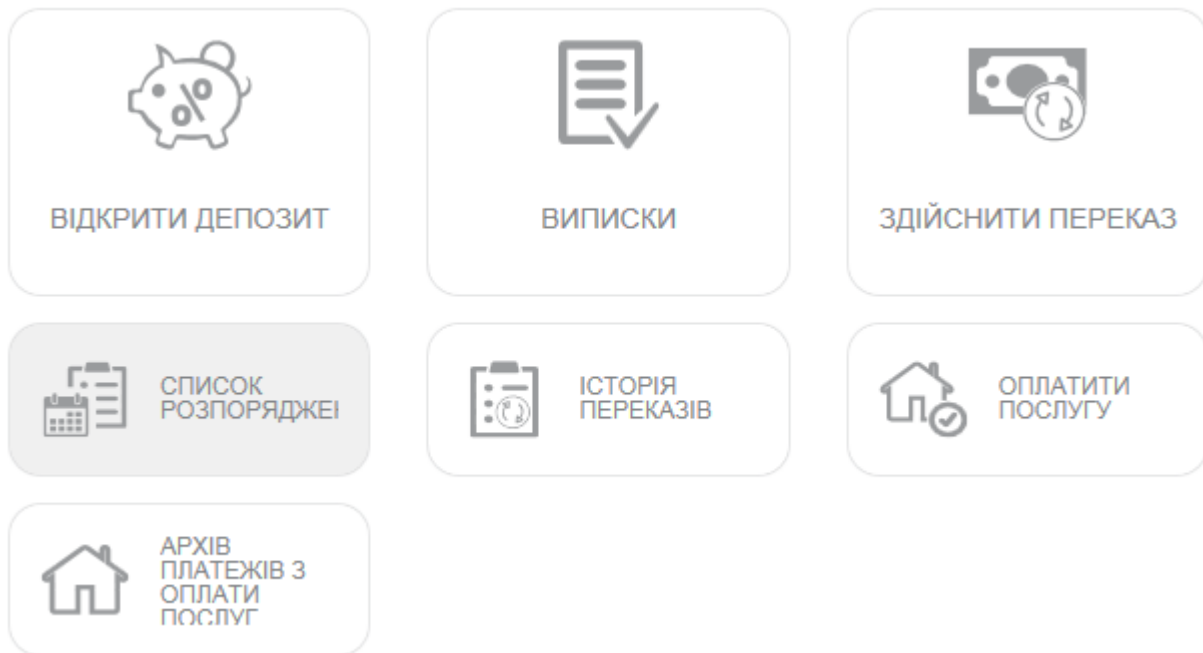 ВІДКРИТИ ДЕПОЗИТ
ВИПИСКИ
ЗДІЙСНИТИ ПЕРЕКАЗ
СПИСОК
РОЗПОРЯДЖЕ
ІСТОРІЯ
ПЕРЕКАЗІВ
ОПЛАТИТИ
ПОСЛУГУ
АРХІВ
ПЛАТЕЖІВ З
ОПЛАТИ
ПОСЛУГ